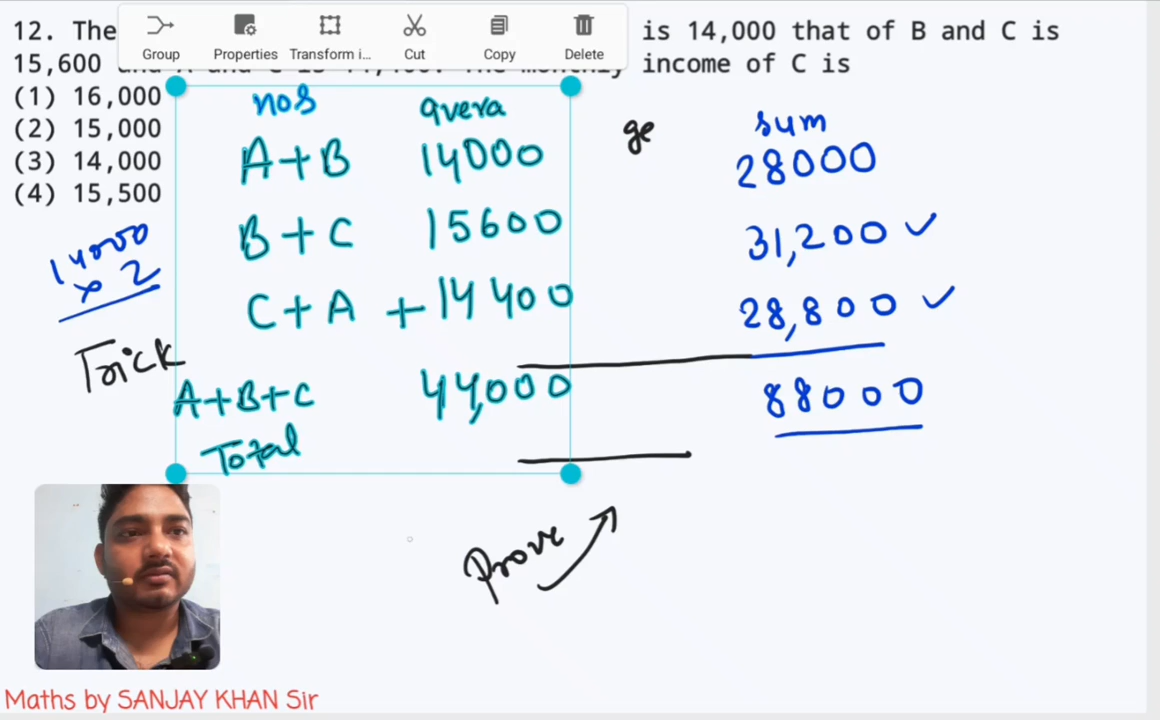 12. The is 14,000 that of B and C is
Group Properties Transform i... Cut Copy Delete
15,600 income of C is
(1) 16,000
(2) 15,000
(3) 14,000
(4) 15,500
nos avera ge sum
A+B 14000 28000
B+C 15600 31,200 ✓
C+A +14400 28,800 ✓
14000
× 2
Trick
A+B+C 44,000 88000
Total
Prove
Maths by SANJAY KHAN Sir